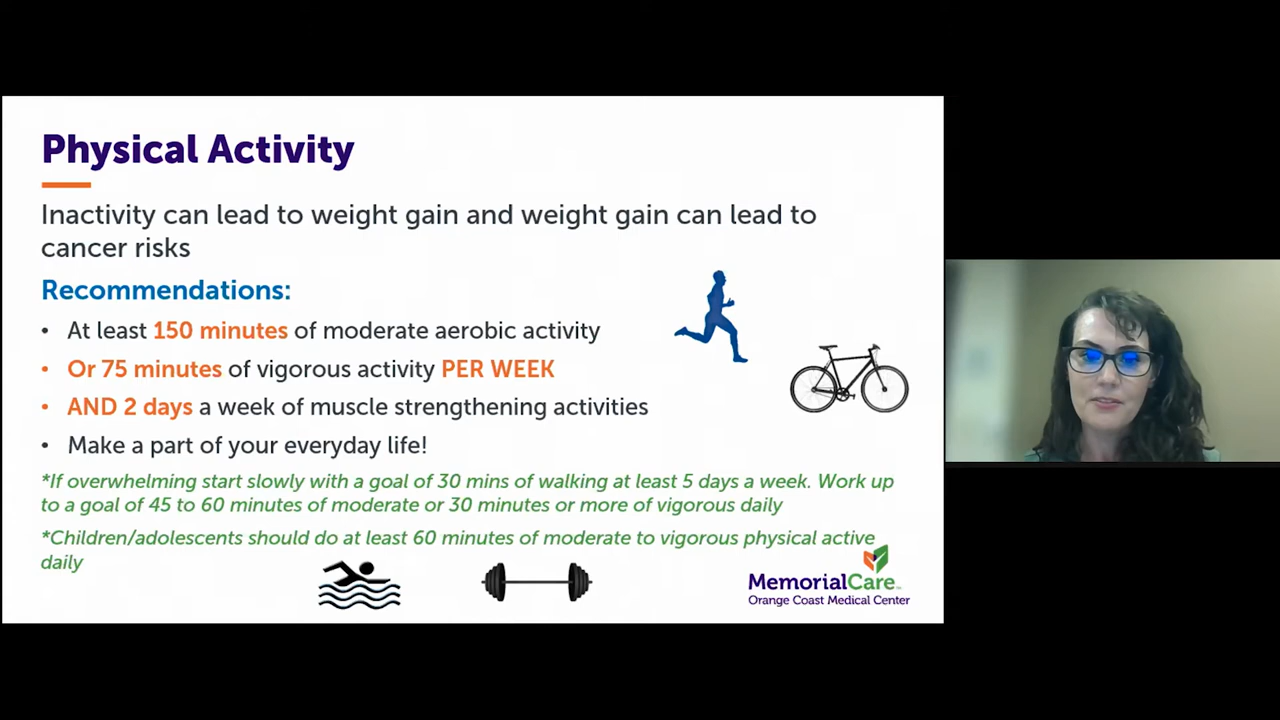 Physical Activity
Inactivity can lead to weight gain and weight gain can lead to
cancer risks
Recommendations:
• At least 150 minutes of moderate aerobic activity
• Or 75 minutes of vigorous activity PER WEEK
• AND 2 days a week of muscle strengthening activities
• Make a part of your everyday life!
*If overwhelming start slowly with a goal of 30 mins of walking at least 5 days a week. Work up
to a goal of 45 to 60 minutes of moderate or 30 minutes or more of vigorous daily
*Children/adolescents should do at least 60 minutes of moderate to vigorous physical active
daily
MemorialCare™
Orange Coast Medical Center